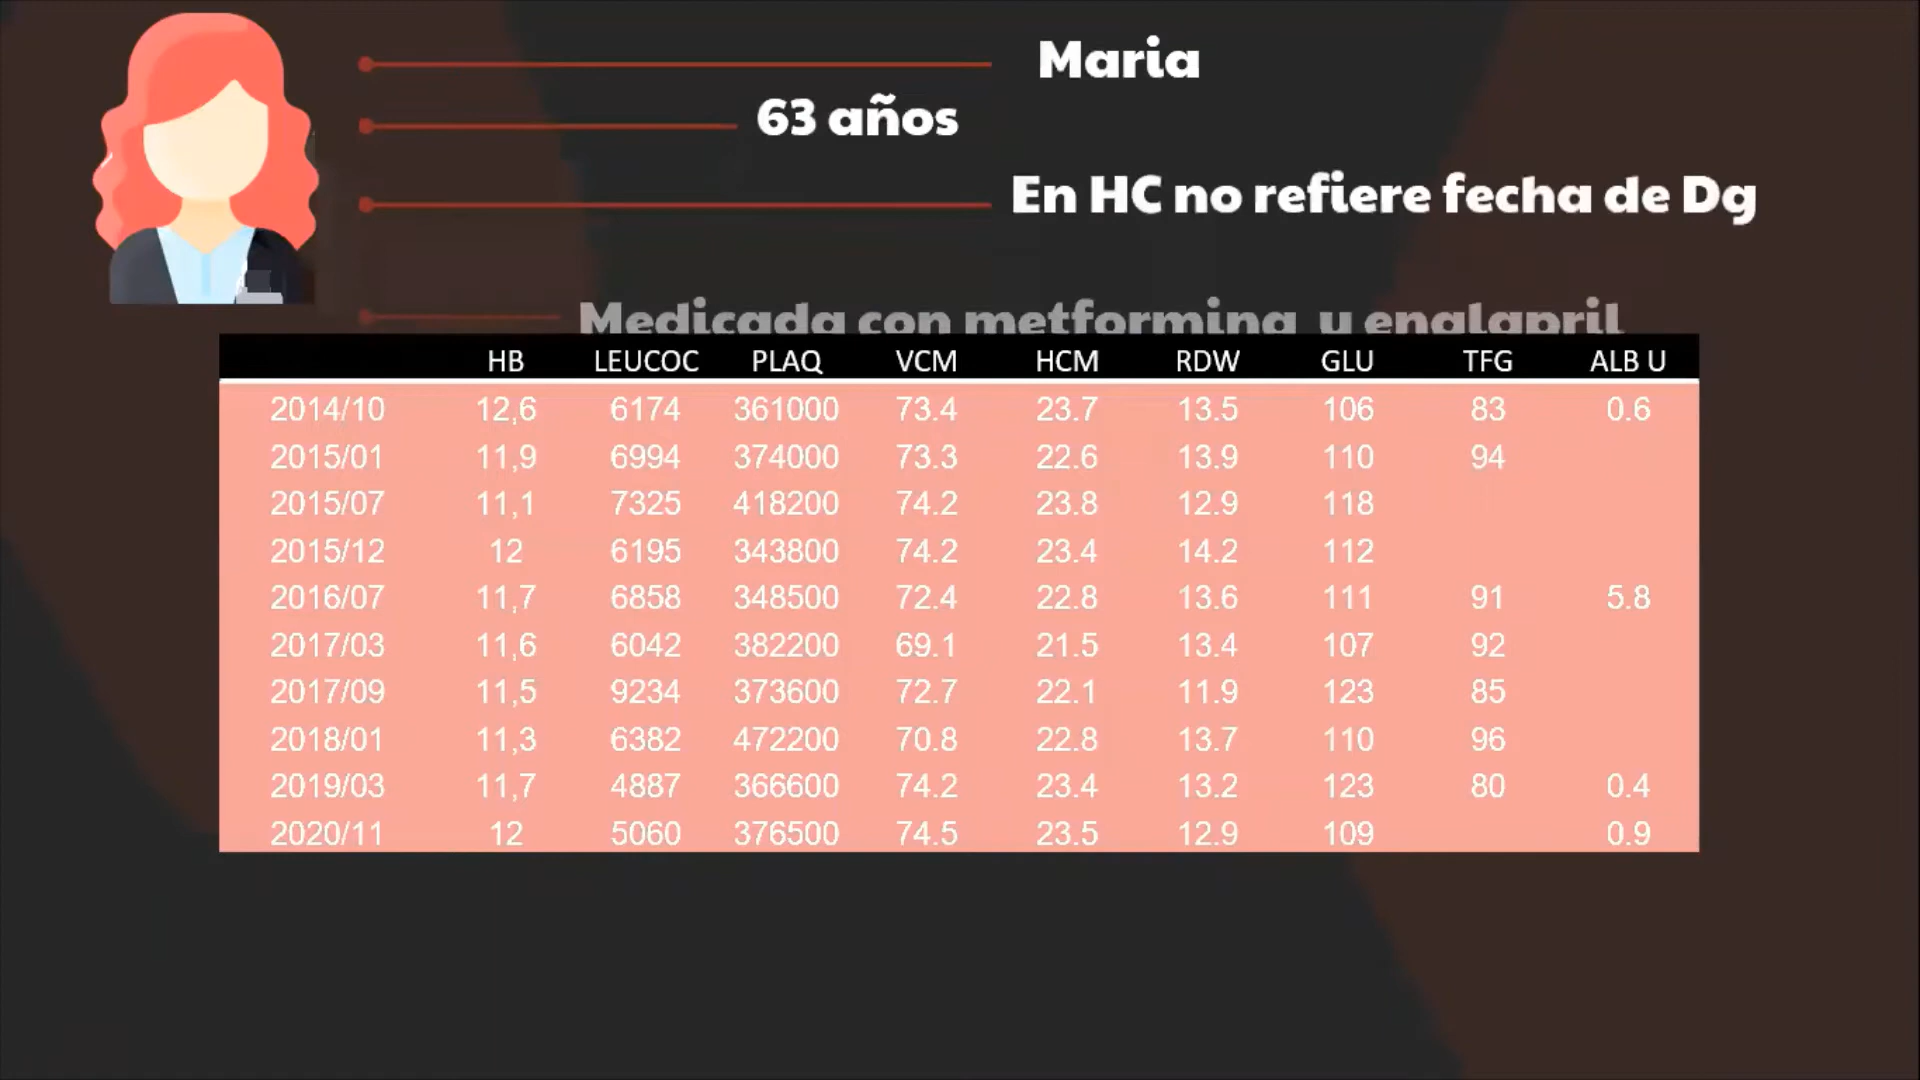 Maria
63 años
En HC no refiere fecha de Dg
Medicada con metformina y enalapril
HB LEUCOC PLAQ VCM HCM RDW GLU TFG ALB U
2014/10 12,6 6174 361000 73.4 23.7 13.5 106 83 0.6
2015/01 11,9 6994 374000 73.3 22.6 13.9 110 94
2015/07 11,1 7325 418200 74.2 23.8 12.9 118
2015/12 12 6195 343800 74.2 23.4 14.2 112
2016/07 11,7 6858 348500 72.4 22.8 13.6 111 91 5.8
2017/03 11,6 6042 382200 69.1 21.5 13.4 107 92
2017/09 11,5 9234 373600 72.7 22.1 11.9 123 85
2018/01 11,3 6382 472200 70.8 22.8 13.7 110 96
2019/03 11,7 4887 366600 74.2 23.4 13.2 123 80 0.4
2020/11 12 5060 376500 74.5 23.5 12.9 109 0.9